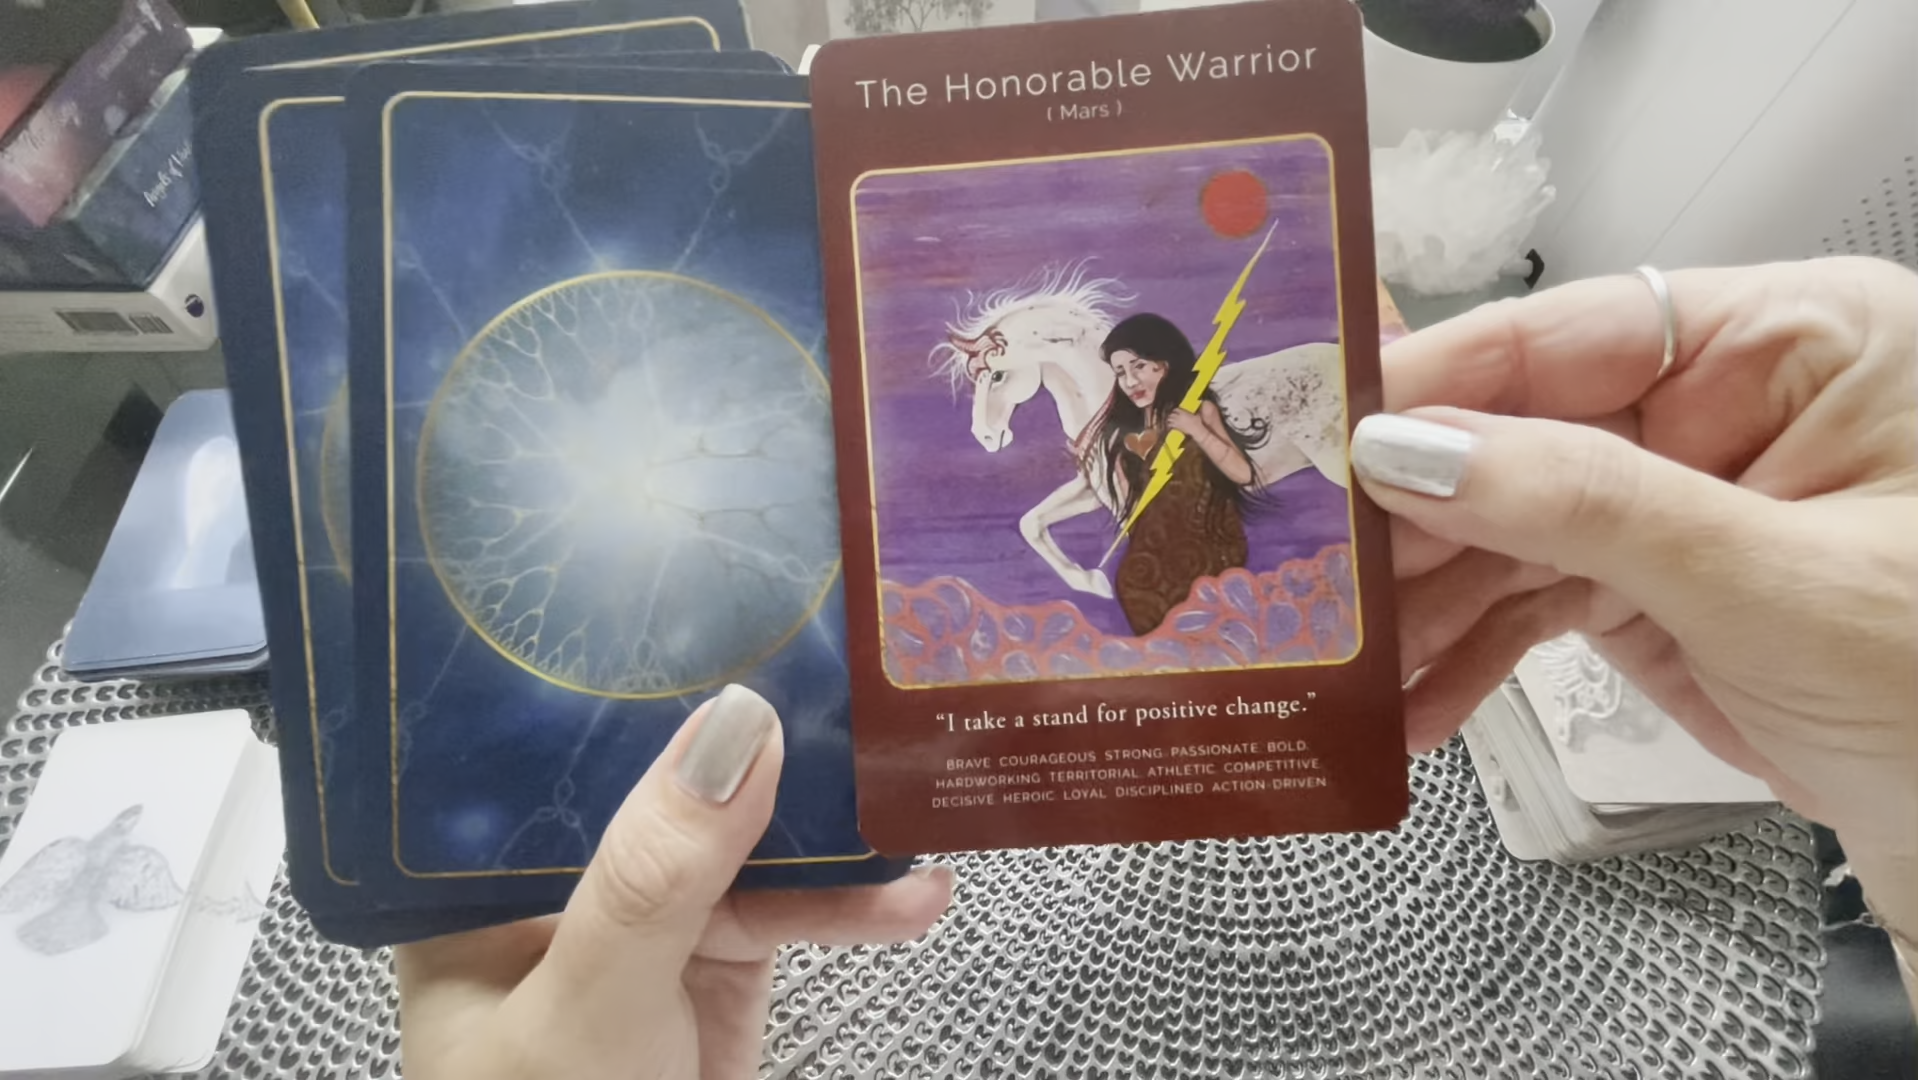 The Honorable Warrior
( Mars )
“I take a stand for positive change.”
BRAVE COURAGEOUS STRONG PASSIONATE BOLD
HARDWORKING TERRITORIAL ATHLETIC COMPETITIVE
DECISIVE HEROIC LOYAL DISCIPLINED ACTION-DRIVEN